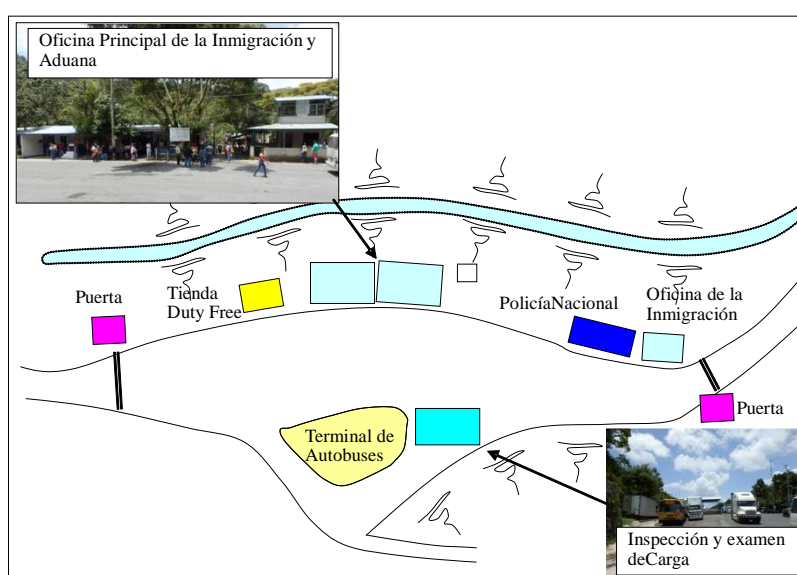 Oficina Principal de la Inmigración y
Aduana
Puerta
Tienda
Duty Free
PolicíaNacional
Oficina de la
Inmigración
Puerta
Terminal de
Autobuses
Inspección y examen
deCarga